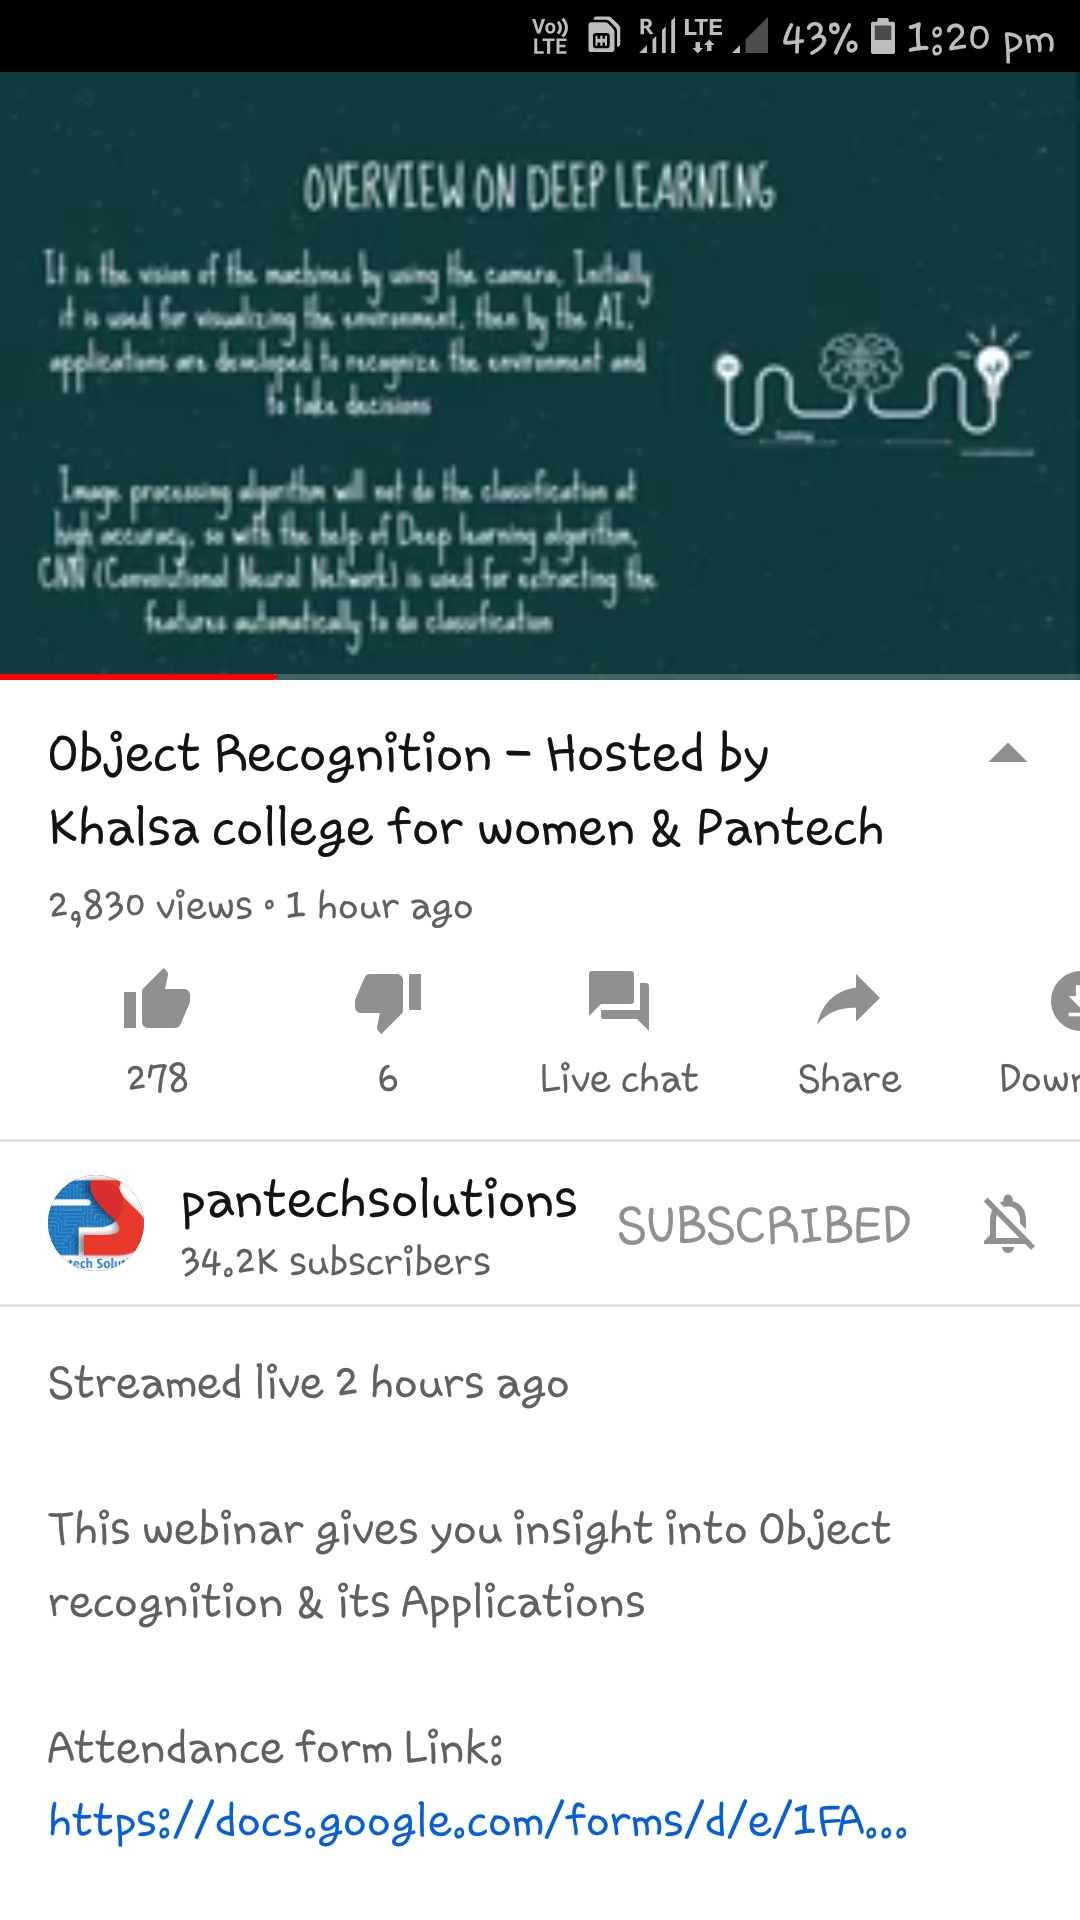 Vo)) LTE R LTE 43% 1:20 pm
OVERVIEW ON DEEP LEARNING
It is the vision of the machines by using the camera. Initially
it is used for visualizing the environment, then by the AI,
applications are developed to recognize the environment and
to take decisions
Image processing algorithm will not do the classification at
high accuracy, so with the help of Deep learning algorithm,
CNN (Convolutional Neural Network) is used for extracting the
features automatically to do classification
Object Recognition - Hosted by
Khalsa college for women & Pantech
2,830 views • 1 hour ago
278 6 Live chat Share Down
pantechsolutions SUBSCRIBED
34.2K subscribers
tech Solut
Streamed live 2 hours ago
This webinar gives you insight into Object
recognition & its Applications
Attendance form Link:
https://docs.google.com/forms/d/e/1FA...